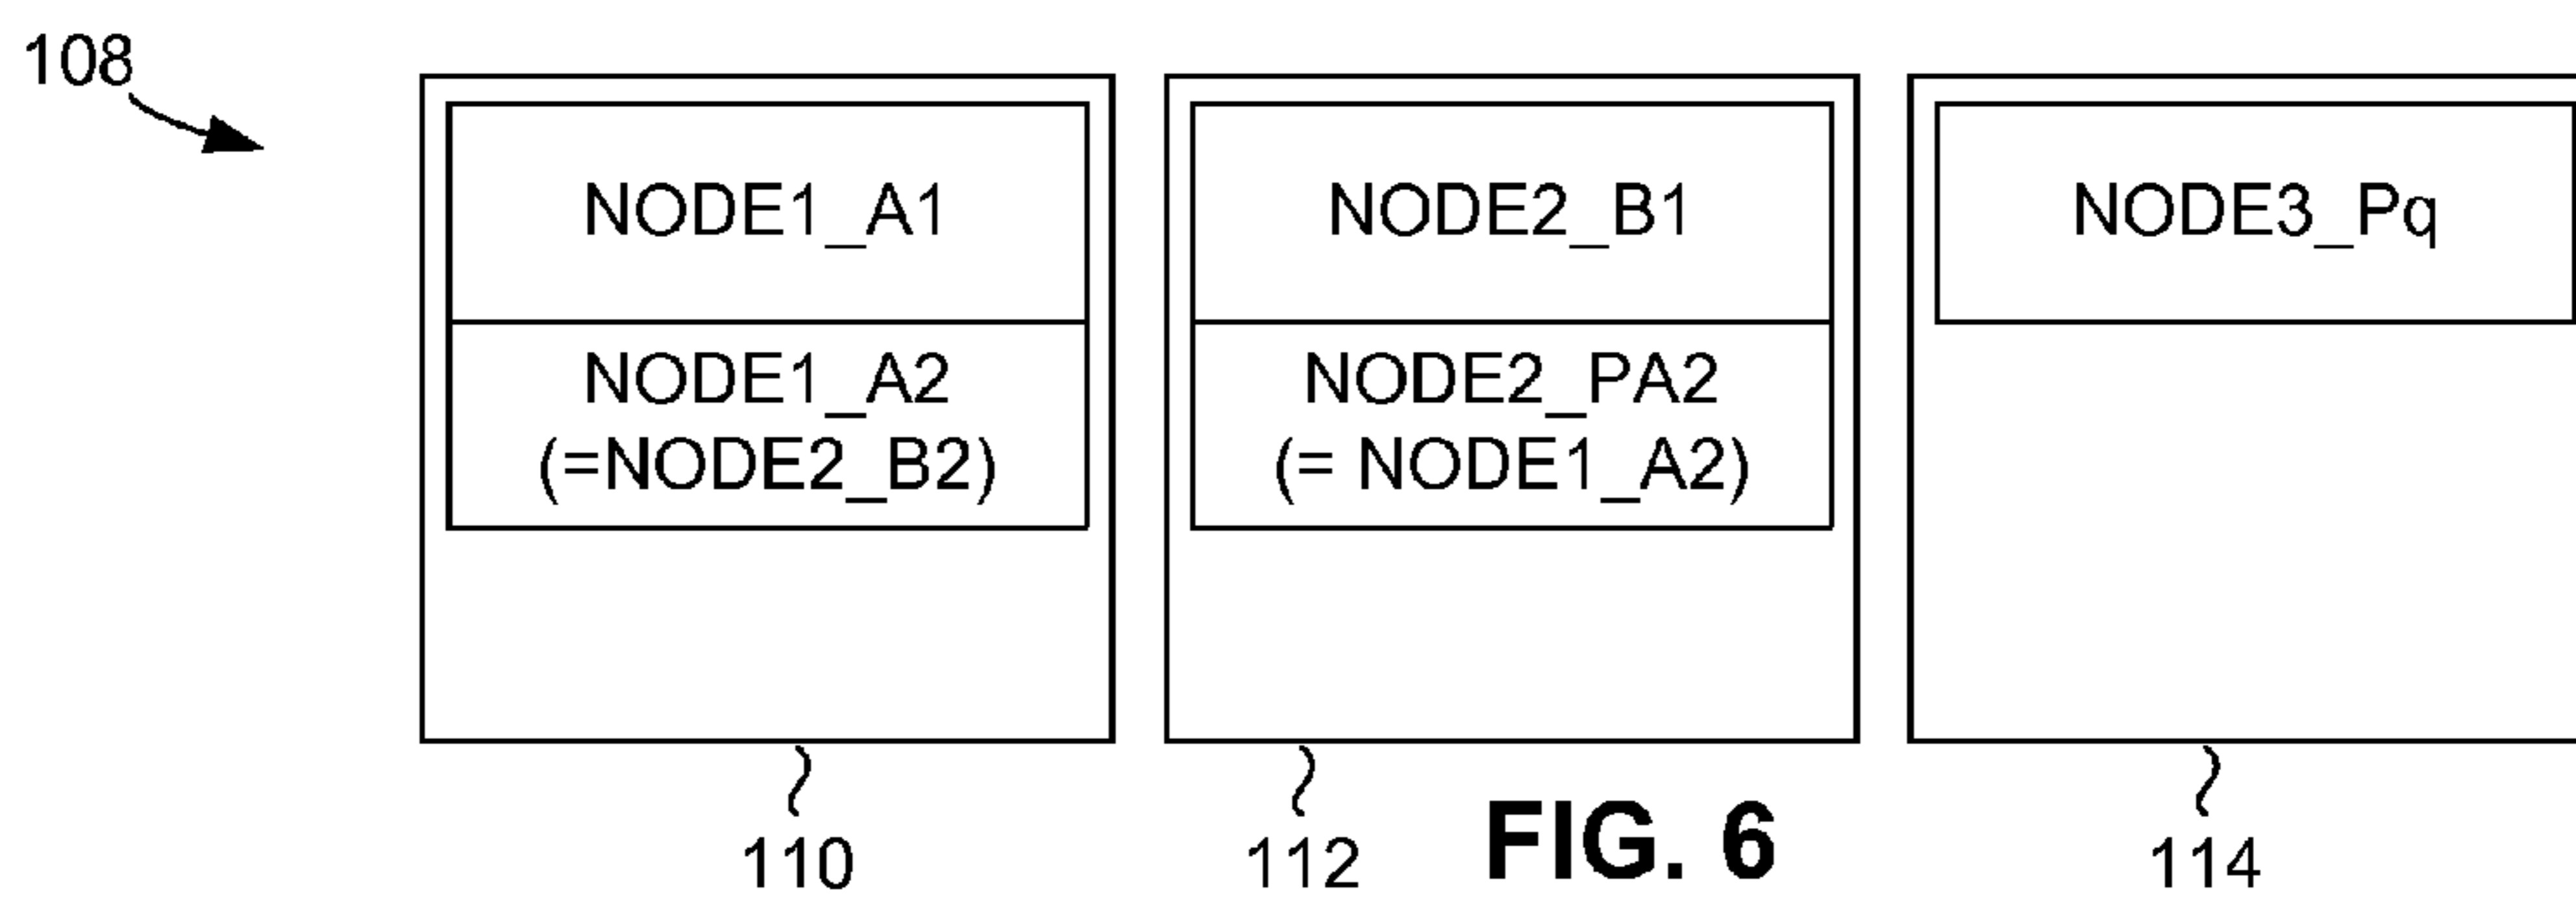 108
NODE1_A1
NODE1_A2
(=NODE2_B2)
NODE2_B1
NODE2_PA2
(= NODE1_A2)
NODE3_Pq
110
112
FIG. 6
114